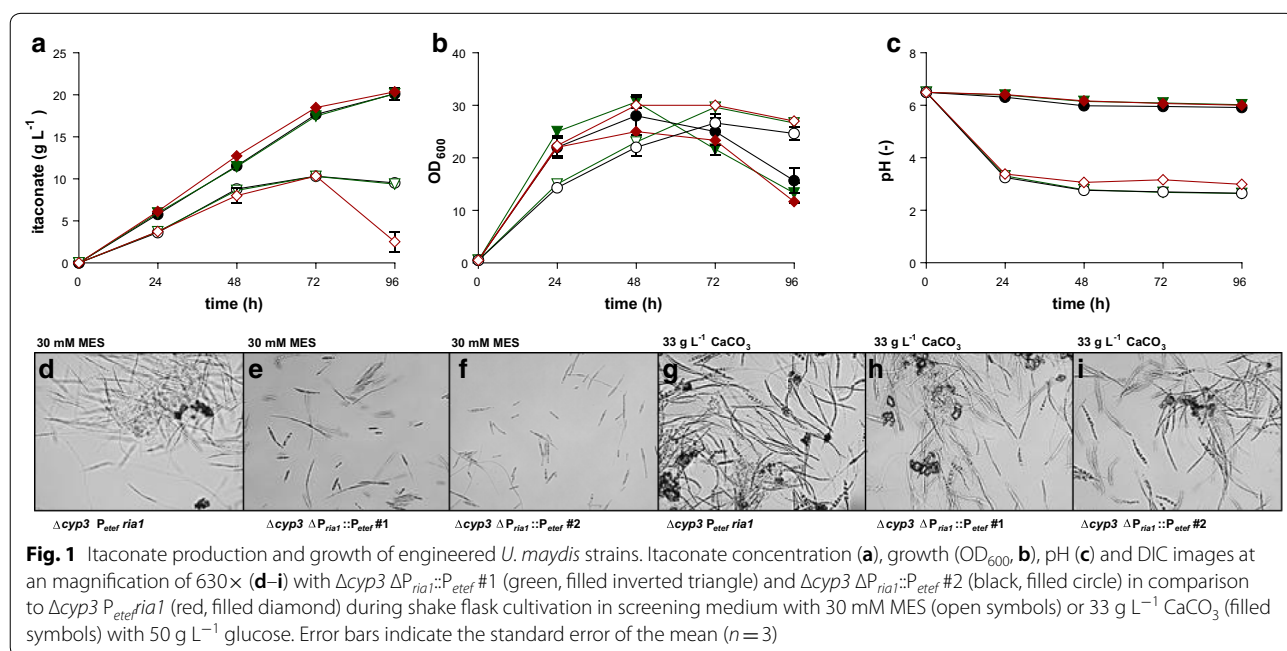 a
25
20
15
10
5
0
itaconate (g L⁻¹)
0 24 48 72 96
time (h)
b
40
30
20
10
0
OD₆₀₀
0 24 48 72 96
time (h)
c
8
6
4
2
0
pH (-)
0 24 48 72 96
time (h)
30 mM MES 30 mM MES 30 mM MES 33 g L⁻¹ CaCO₃ 33 g L⁻¹ CaCO₃ 33 g L⁻¹ CaCO₃
d e f g h i
Δcyp3 Petef ria1 Δcyp3 ΔPria1::Petef #1 Δcyp3 ΔPria1::Petef #2 Δcyp3 Petef ria1 Δcyp3 ΔPria1::Petef #1 Δcyp3 ΔPria1::Petef #2
Fig. 1 Itaconate production and growth of engineered U. maydis strains. Itaconate concentration (a), growth (OD₆₀₀, b), pH (c) and DIC images at
an magnification of 630× (d–i) with Δcyp3 ΔPria1::Petef #1 (green, filled inverted triangle) and Δcyp3 ΔPria1::Petef #2 (black, filled circle) in comparison
to Δcyp3 Petefria1 (red, filled diamond) during shake flask cultivation in screening medium with 30 mM MES (open symbols) or 33 g L⁻¹ CaCO₃ (filled
symbols) with 50 g L⁻¹ glucose. Error bars indicate the standard error of the mean (n = 3)